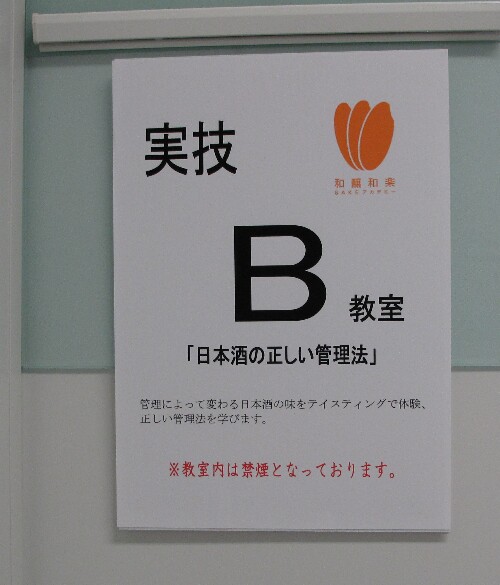 実技
和醸和楽
B 教室
「日本酒の正しい管理法」
管理によって変わる日本酒の味をテイスティングで体験、
正しい管理法を学びます。
※教室内は禁煙となっております。